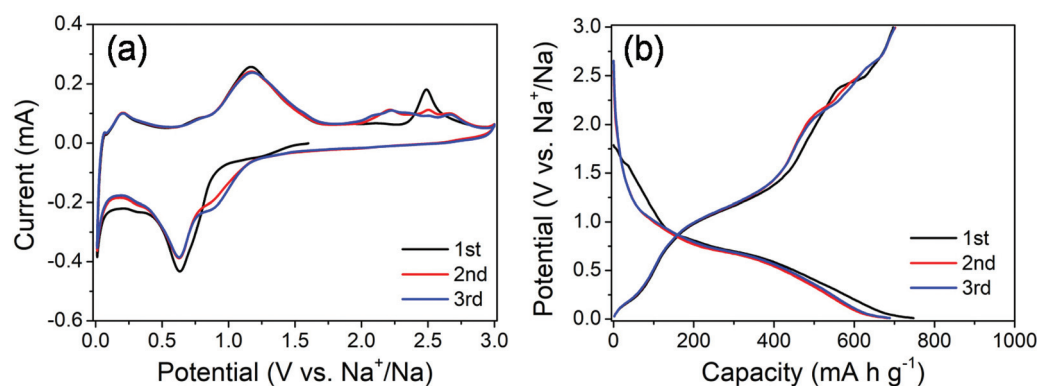 (a)
0.4
0.2
0.0
-0.2
-0.4
-0.6
Current (mA)
0.0 0.5 1.0 1.5 2.0 2.5 3.0
Potential (V vs. Na⁺/Na)
1st
2nd
3rd
(b)
3.0
2.5
2.0
1.5
1.0
0.5
0.0
Potential (V vs. Na⁺/Na)
0 200 400 600 800 1000
Capacity (mA h g⁻¹)
1st
2nd
3rd